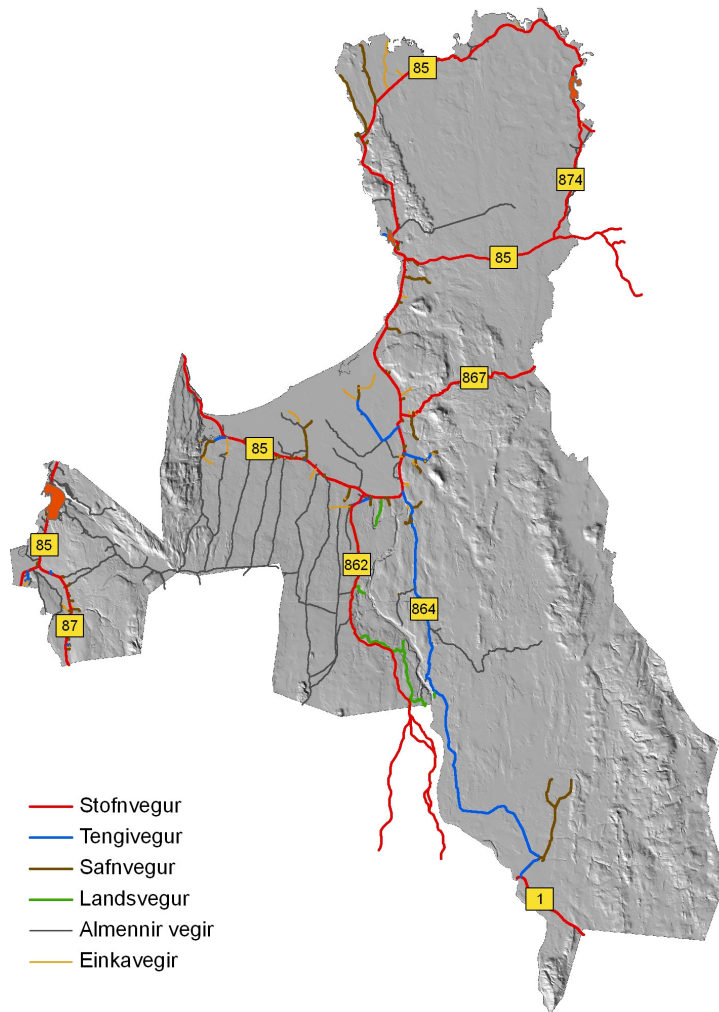 85
874
85
867
85
85
862
864
87
Stofnvegur
Tengivegur
Safnvegur
Landsvegur
1
Almennir vegir
Einkavegir